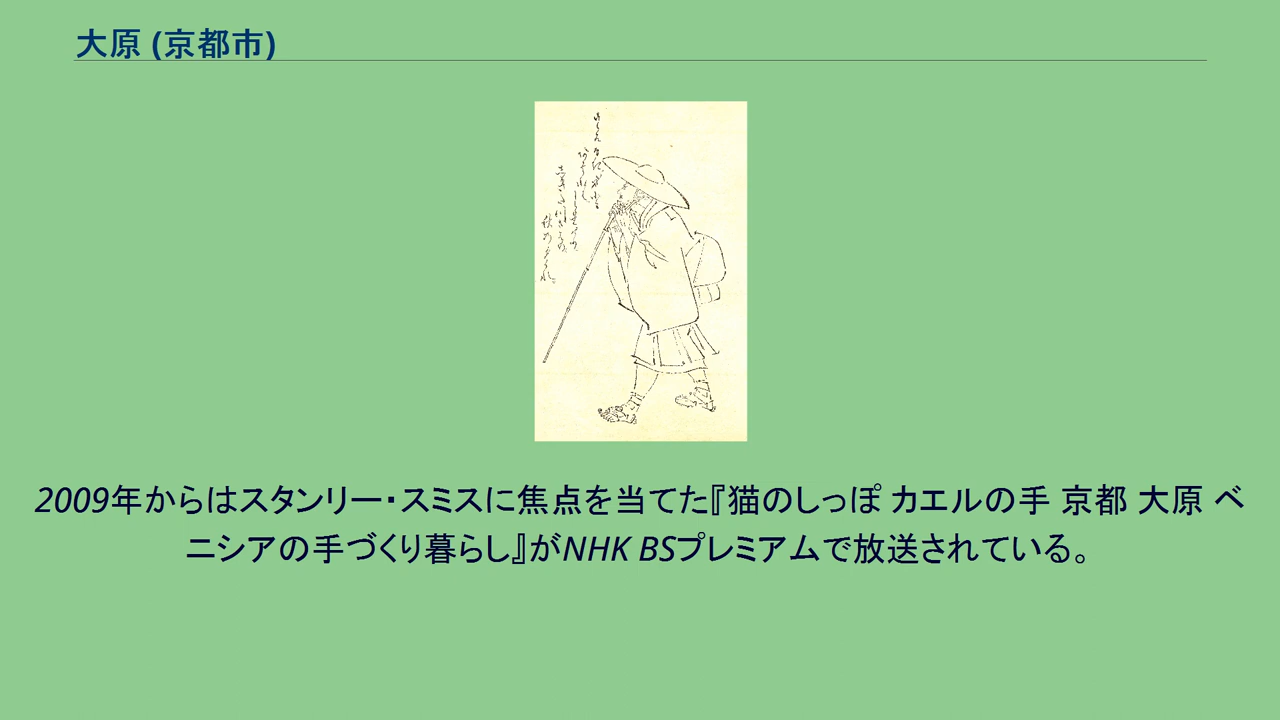 大原 (京都市)
2009年からはスタンリー・スミスに焦点を当てた『猫のしっぽ カエルの手 京都 大原 ベ
ニシアの手づくり暮らし』がNHK BSプレミアムで放送されている。